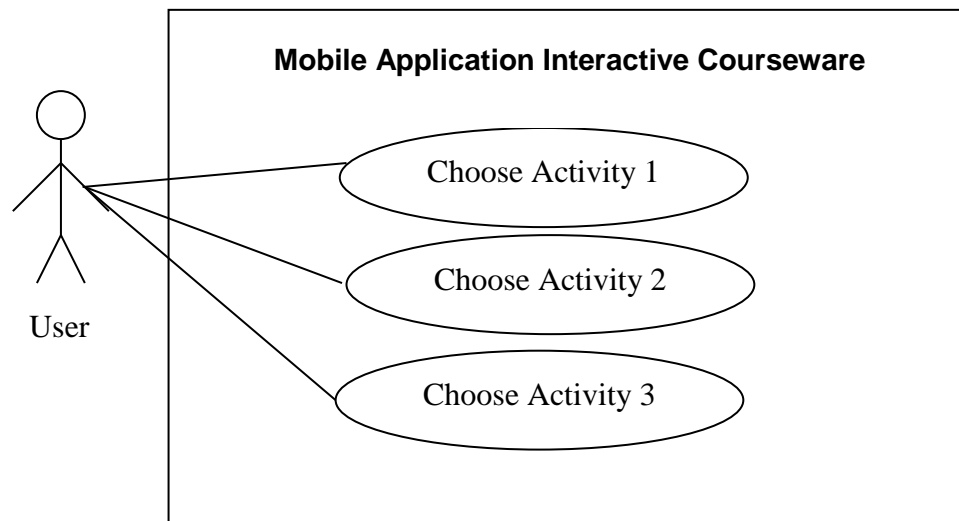 Mobile Application Interactive Courseware
Choose Activity 1
Choose Activity 2
User
Choose Activity 3